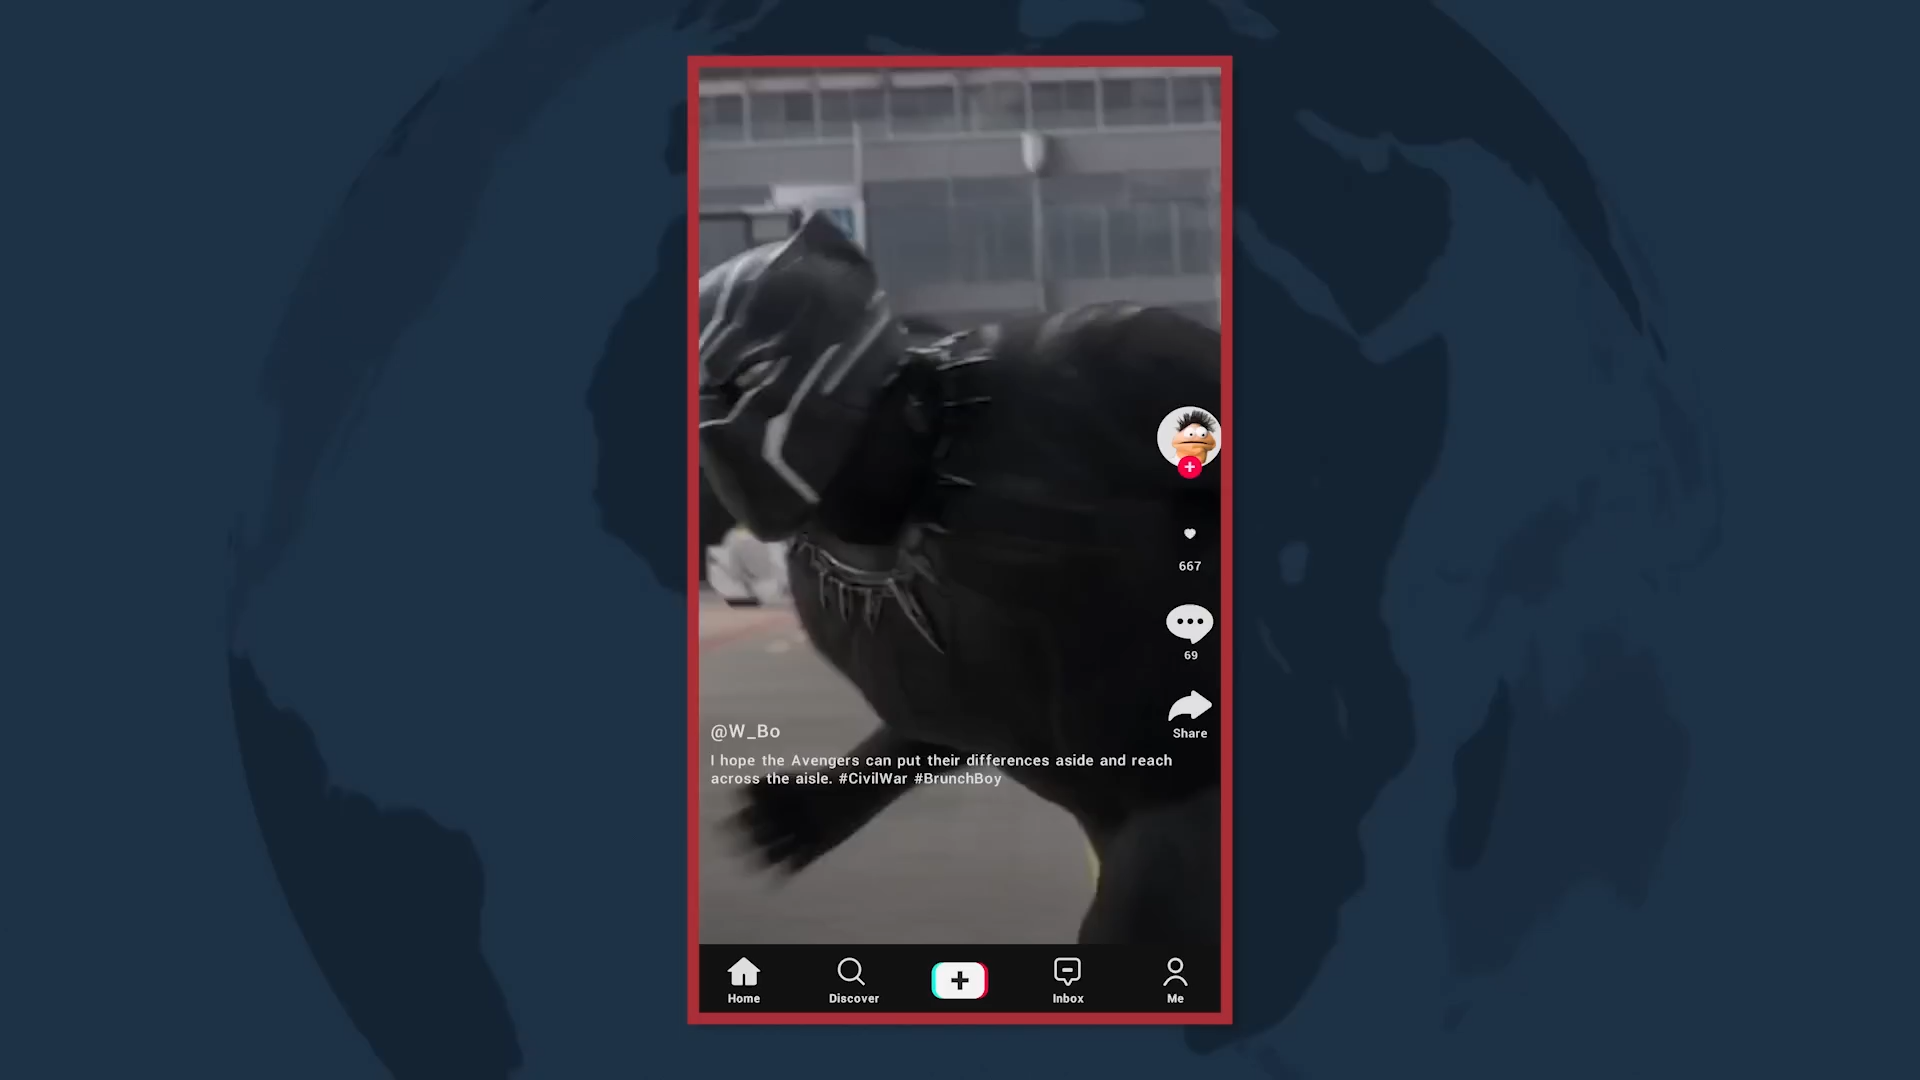 667
69
Share
@W_Bo
I hope the Avengers can put their differences aside and reach
across the aisle. #CivilWar #BrunchBoy
Home
Discover
Inbox
Me